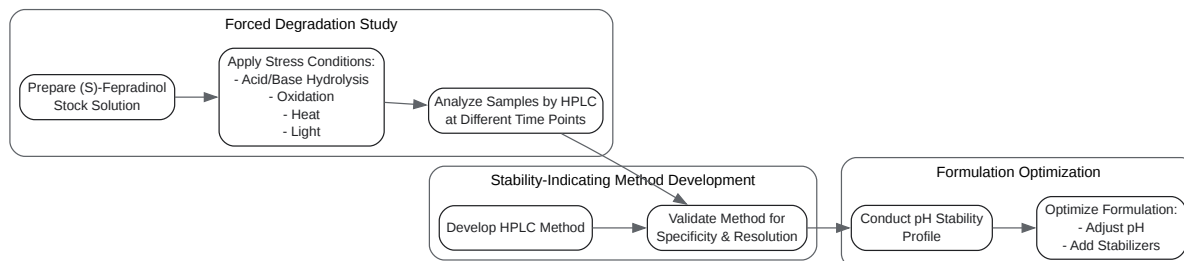 Forced Degradation Study
Prepare (S)-Fepradinol
Stock Solution
Apply Stress Conditions:
- Acid/Base Hydrolysis
- Oxidation
- Heat
- Light
Analyze Samples by HPLC
at Different Time Points
Stability-Indicating Method Development
Develop HPLC Method
Validate Method for
Specificity & Resolution
Formulation Optimization
Conduct pH Stability
Profile
Optimize Formulation:
- Adjust pH
- Add Stabilizers